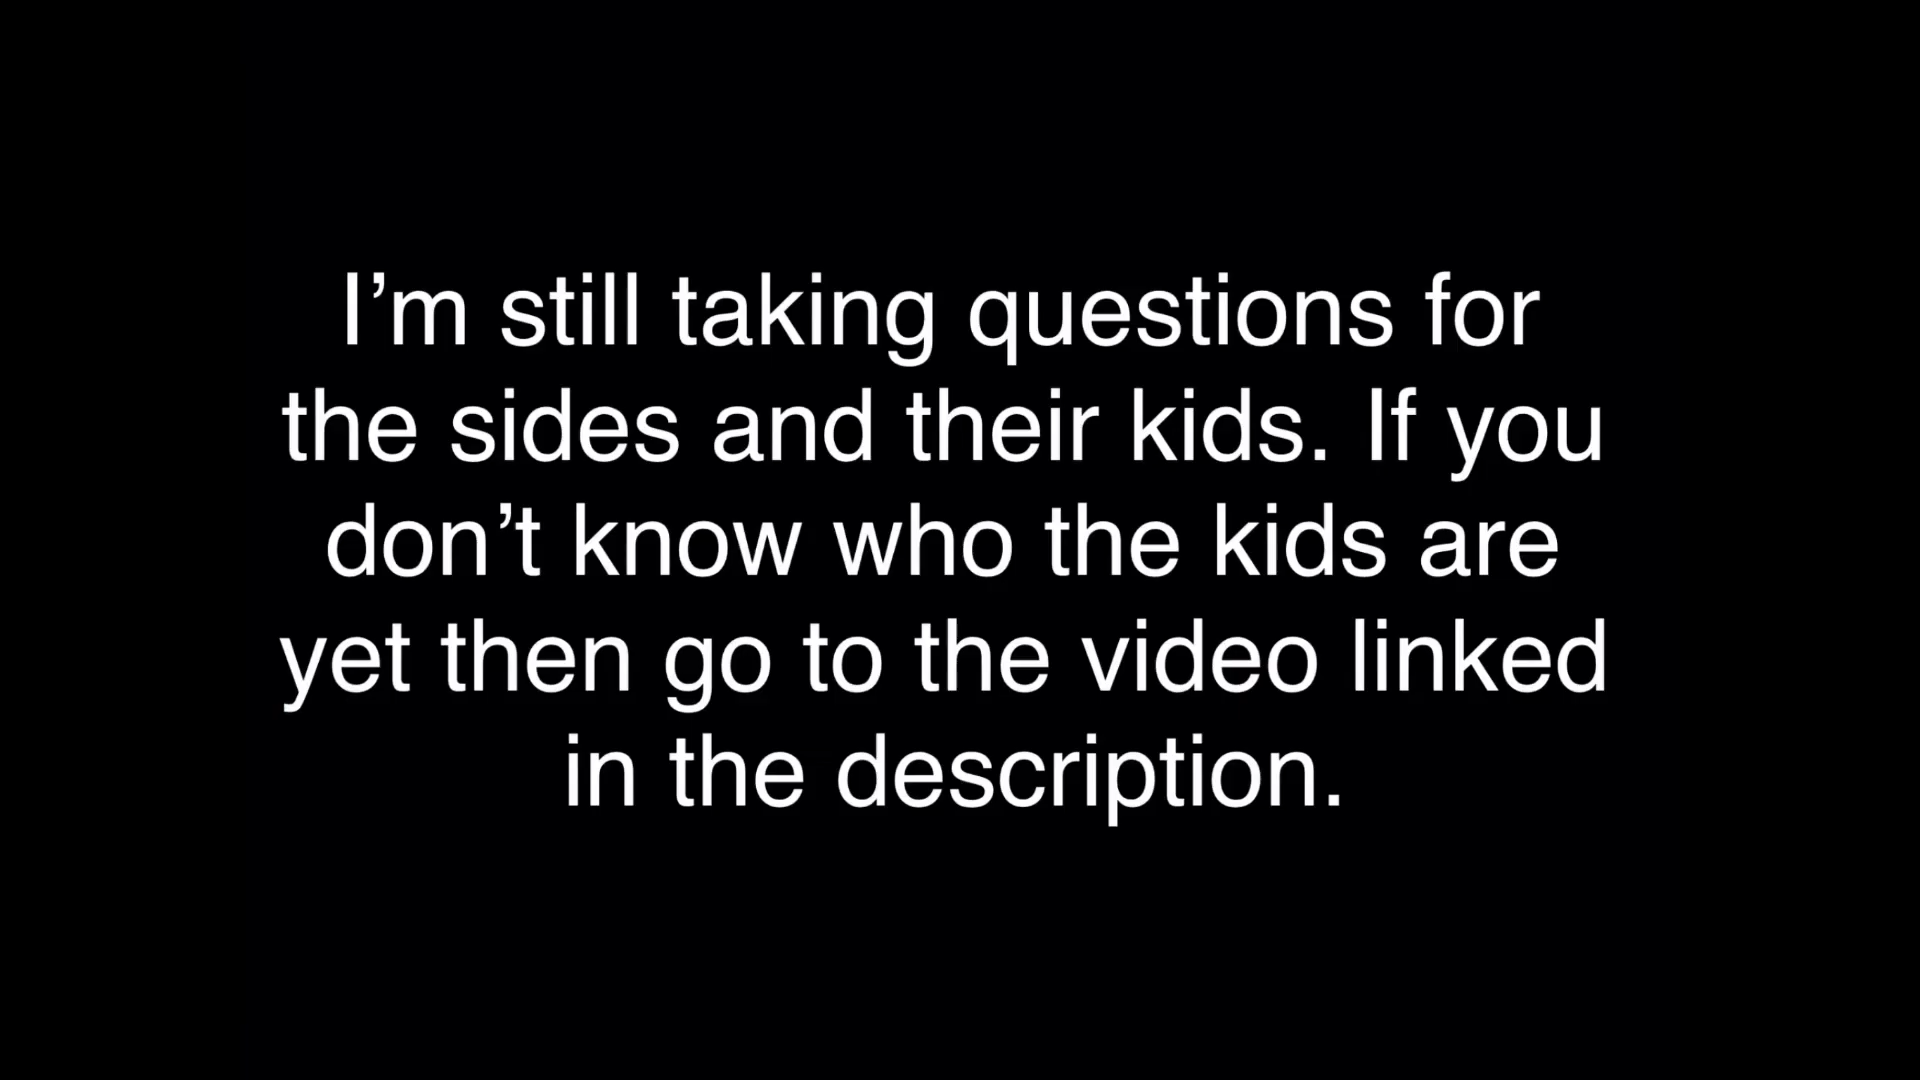 I’m still taking questions for
the sides and their kids. If you
don’t know who the kids are
yet then go to the video linked
in the description.